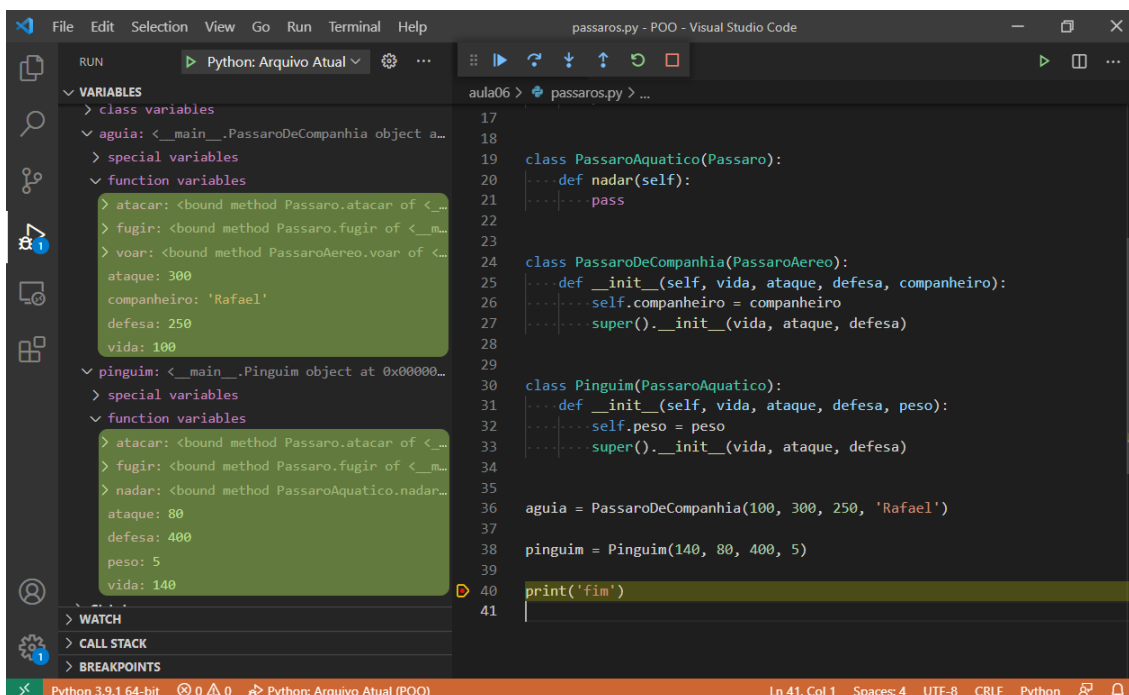 File Edit Selection View Go Run Terminal Help passaros.py - POO - Visual Studio Code
RUN Python: Arquivo Atual ...
VARIABLES
> class variables
aguia: <__main__.PassaroDeCompanhia object a…
> special variables
function variables
> atacar: <bound method Passaro.atacar of <_…
> fugir: <bound method Passaro.fugir of <__m…
> voar: <bound method PassaroAereo.voar of <…
ataque: 300
companheiro: 'Rafael'
defesa: 250
vida: 100
pinguim: <__main__.Pinguim object at 0x00000…
> special variables
function variables
> atacar: <bound method Passaro.atacar of <_…
> fugir: <bound method Passaro.fugir of <__m…
> nadar: <bound method PassaroAquatico.nadar…
ataque: 80
defesa: 400
peso: 5
vida: 140
> WATCH
> CALL STACK
> BREAKPOINTS
1
1
aula06 > passaros.py > ...
17
18
19 class PassaroAquatico(Passaro):
20 ····def nadar(self):
21 ········pass
22
23
24 class PassaroDeCompanhia(PassaroAereo):
25 ····def __init__(self, vida, ataque, defesa, companheiro):
26 ········self.companheiro = companheiro
27 ········super().__init__(vida, ataque, defesa)
28
29
30 class Pinguim(PassaroAquatico):
31 ····def __init__(self, vida, ataque, defesa, peso):
32 ········self.peso = peso
33 ········super().__init__(vida, ataque, defesa)
34
35
36 aguia = PassaroDeCompanhia(100, 300, 250, 'Rafael')
37
38 pinguim = Pinguim(140, 80, 400, 5)
39
40 print('fim')
41
Python 3.9.1 64-bit 0 0 Python: Arquivo Atual (POO) Ln 41, Col 1 Spaces: 4 UTF-8 CRLF Python